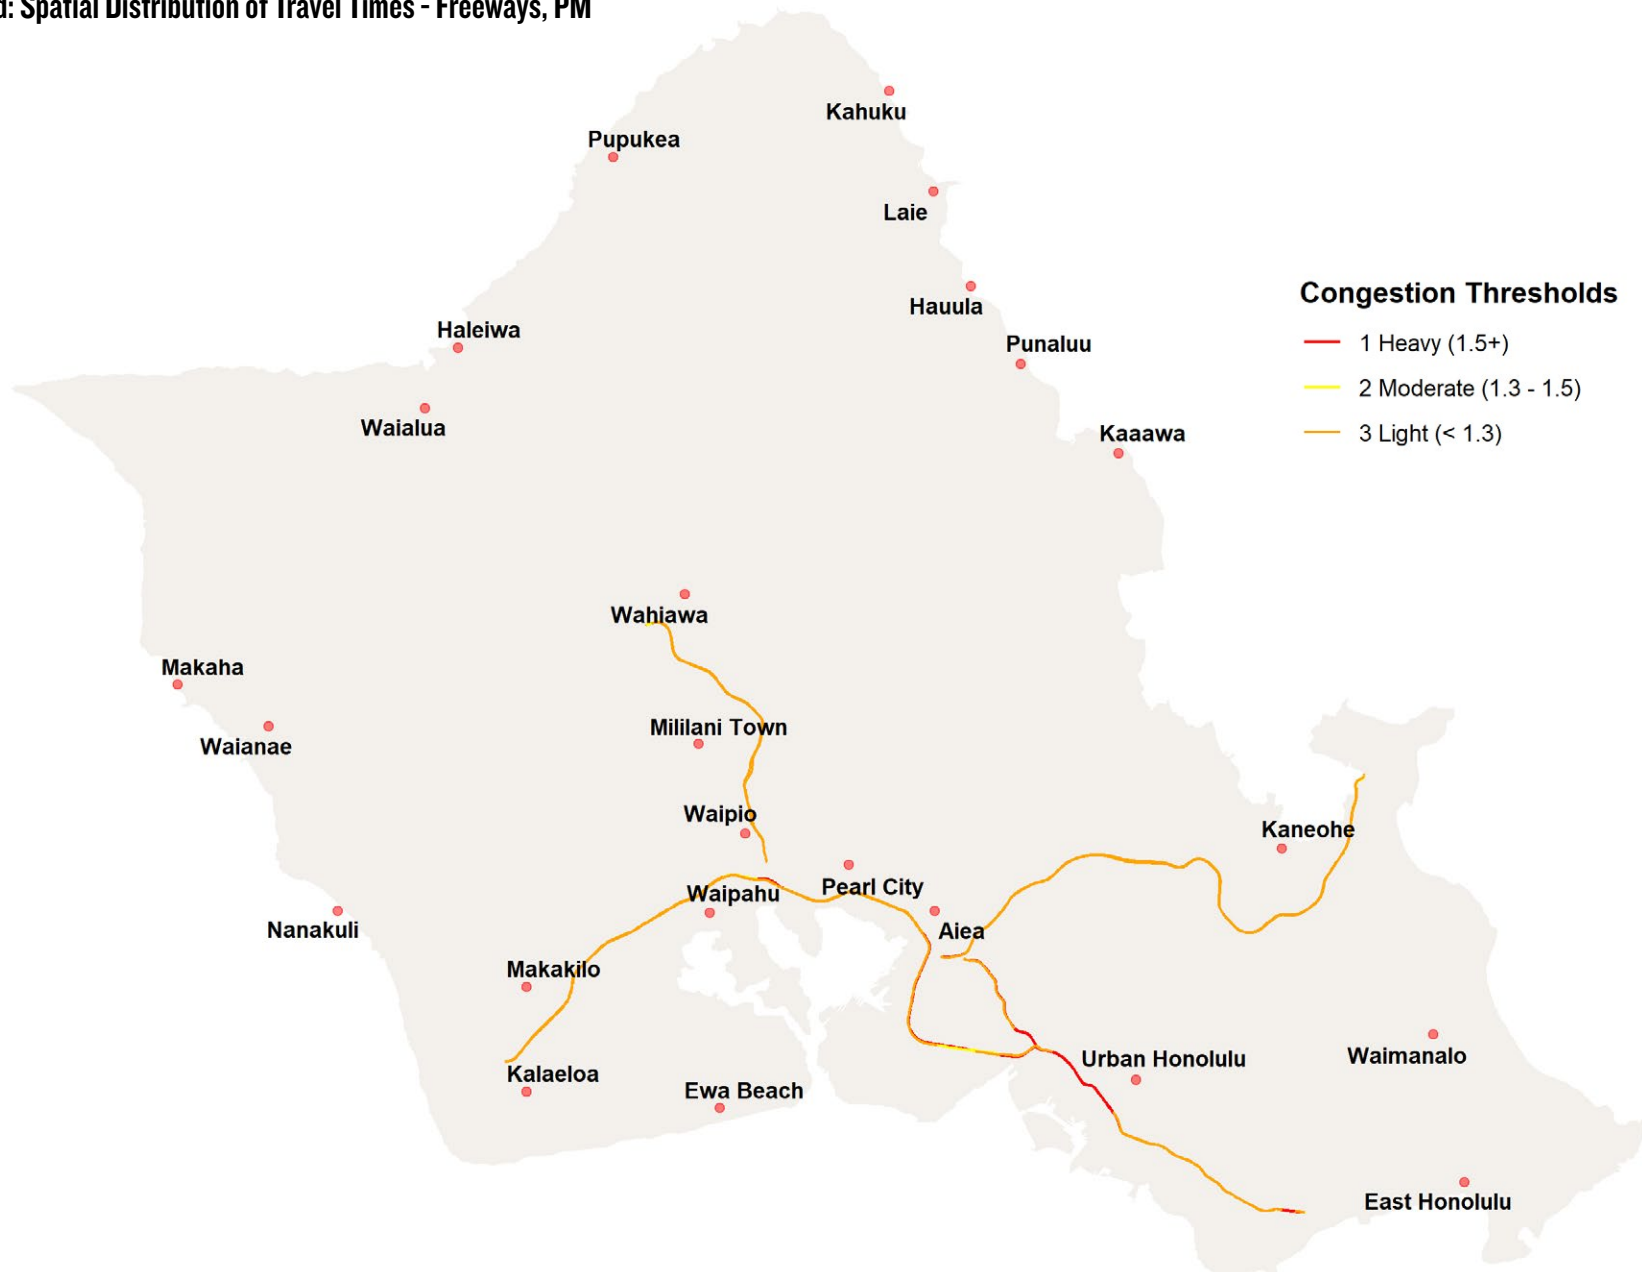 d: Spatial Distribution of Travel Times - Freeways, PM
Kahuku
Pupukea
Laie
Congestion Thresholds
Hauula
Haleiwa
1 Heavy (1.5+)
Punaluu
2 Moderate (1.3 - 1.5)
Waialua
3 Light (< 1.3)
Kaaawa
Wahiawa
Makaha
Mililani Town
Waianae
Waipio
Kaneohe
Pearl City
Waipahu
Nanakuli
Aiea
Makakilo
Waimanalo
Urban Honolulu
Kalaeloa
Ewa Beach
East Honolulu